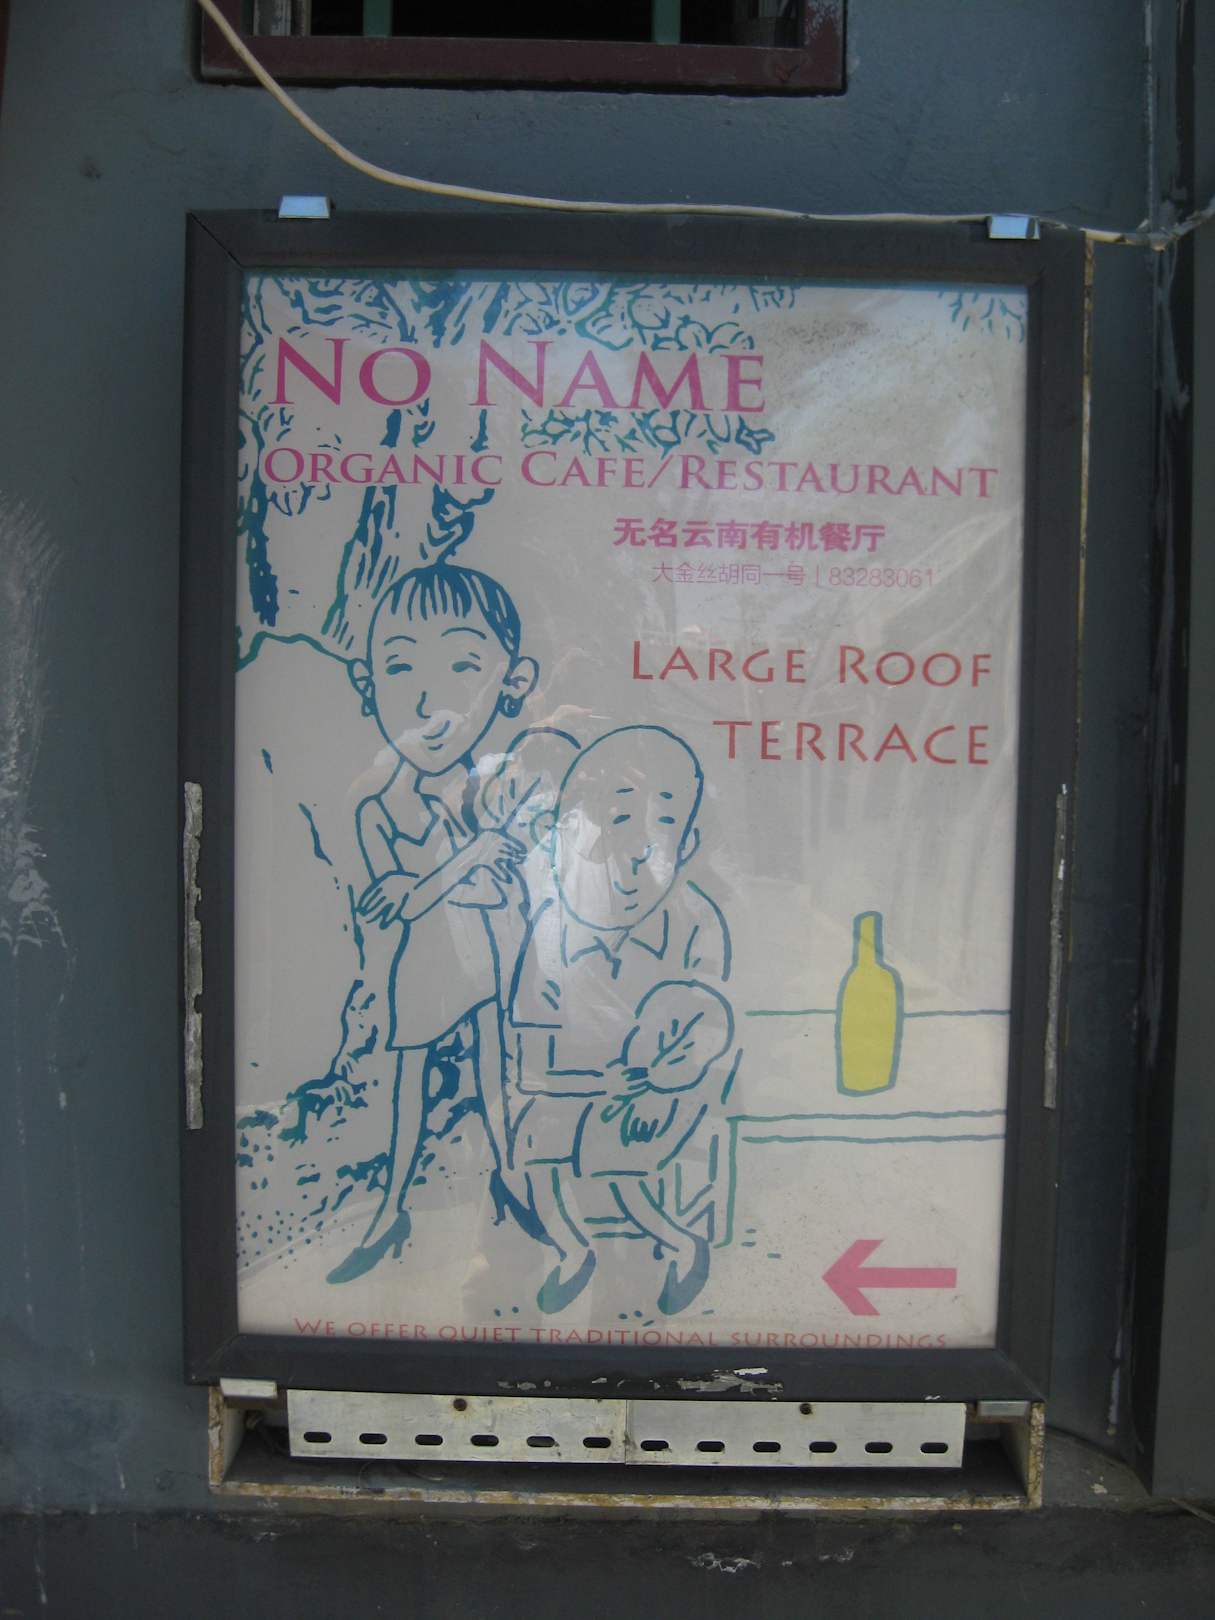 NO NAME
ORGANIC CAFE/RESTAURANT
无名云南有机餐厅
大金丝胡同一号 | 83283061
LARGE ROOF
TERRACE
WE OFFER QUIET TRADITIONAL SURROUNDINGS